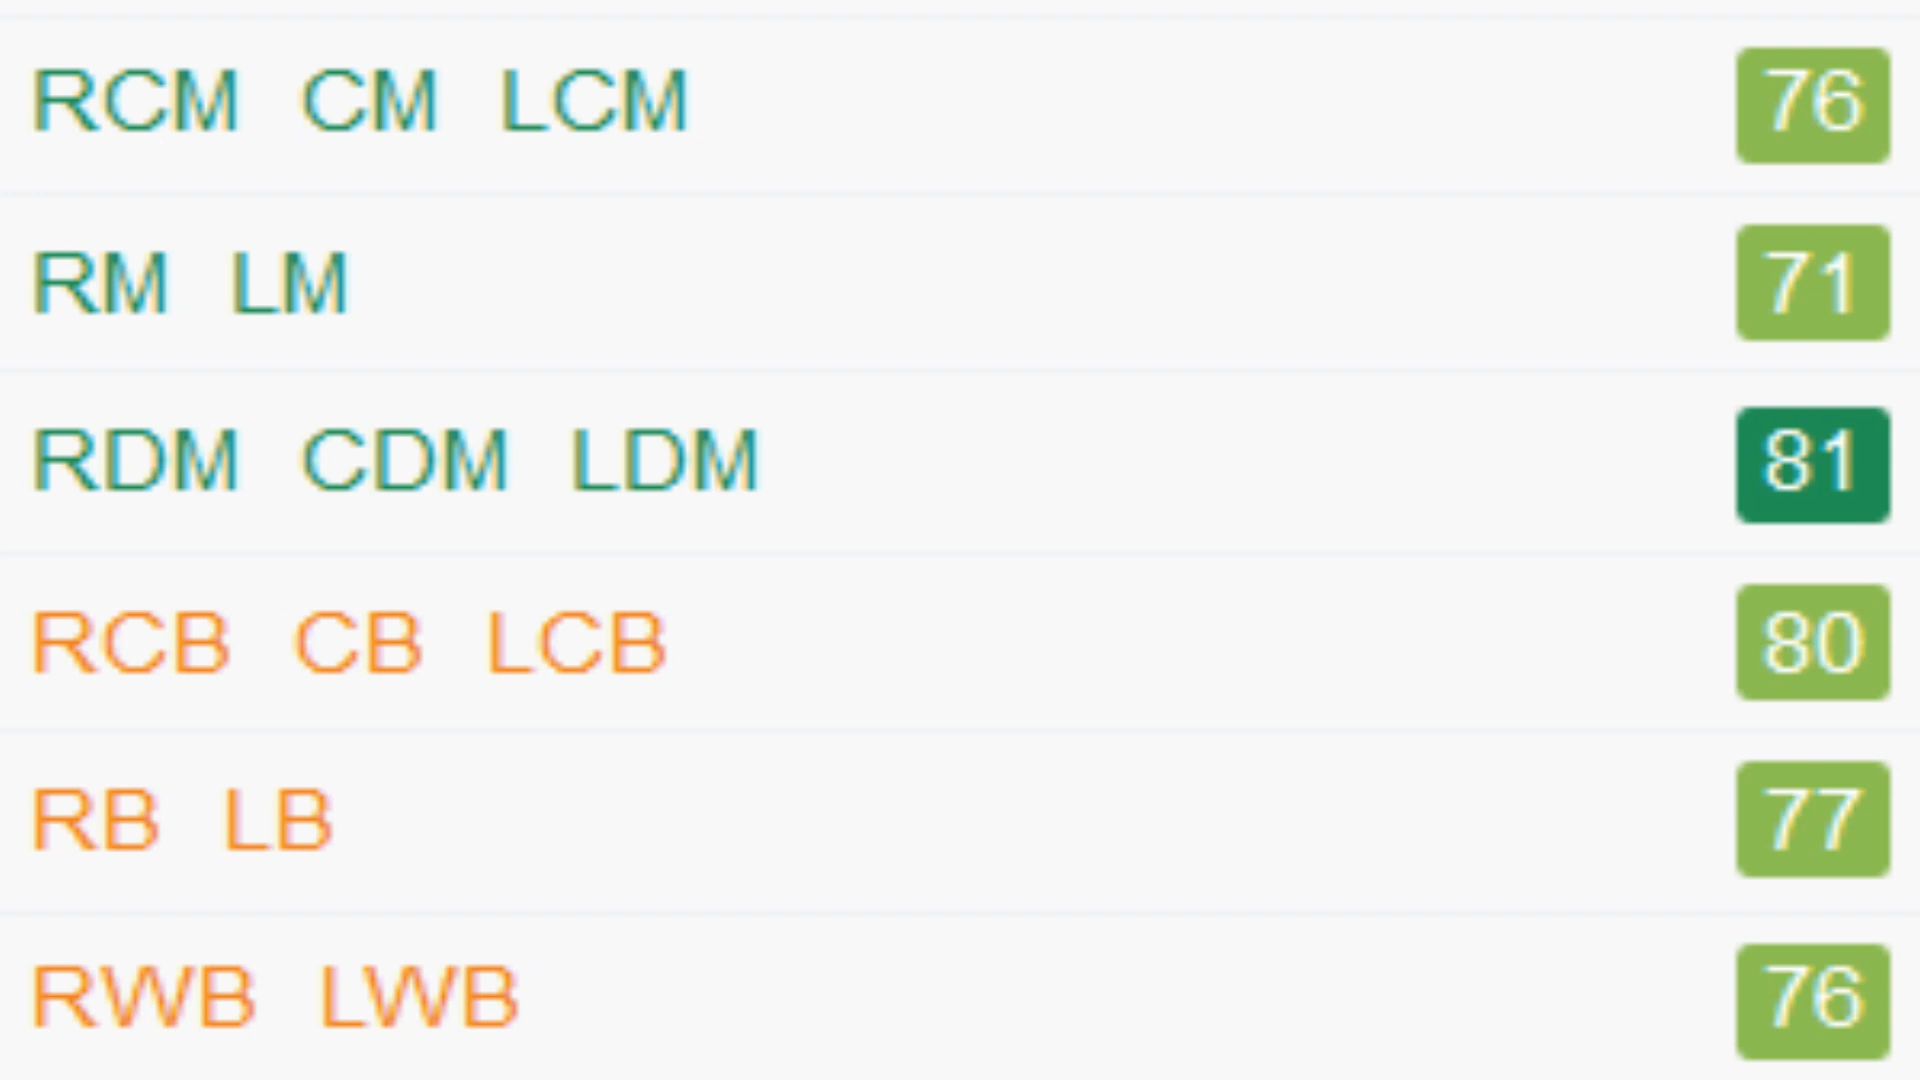 RCM CM LCM 76
RM LM 71
RDM CDM LDM 81
RCB CB LCB 80
RB LB 77
RWB LWB 76